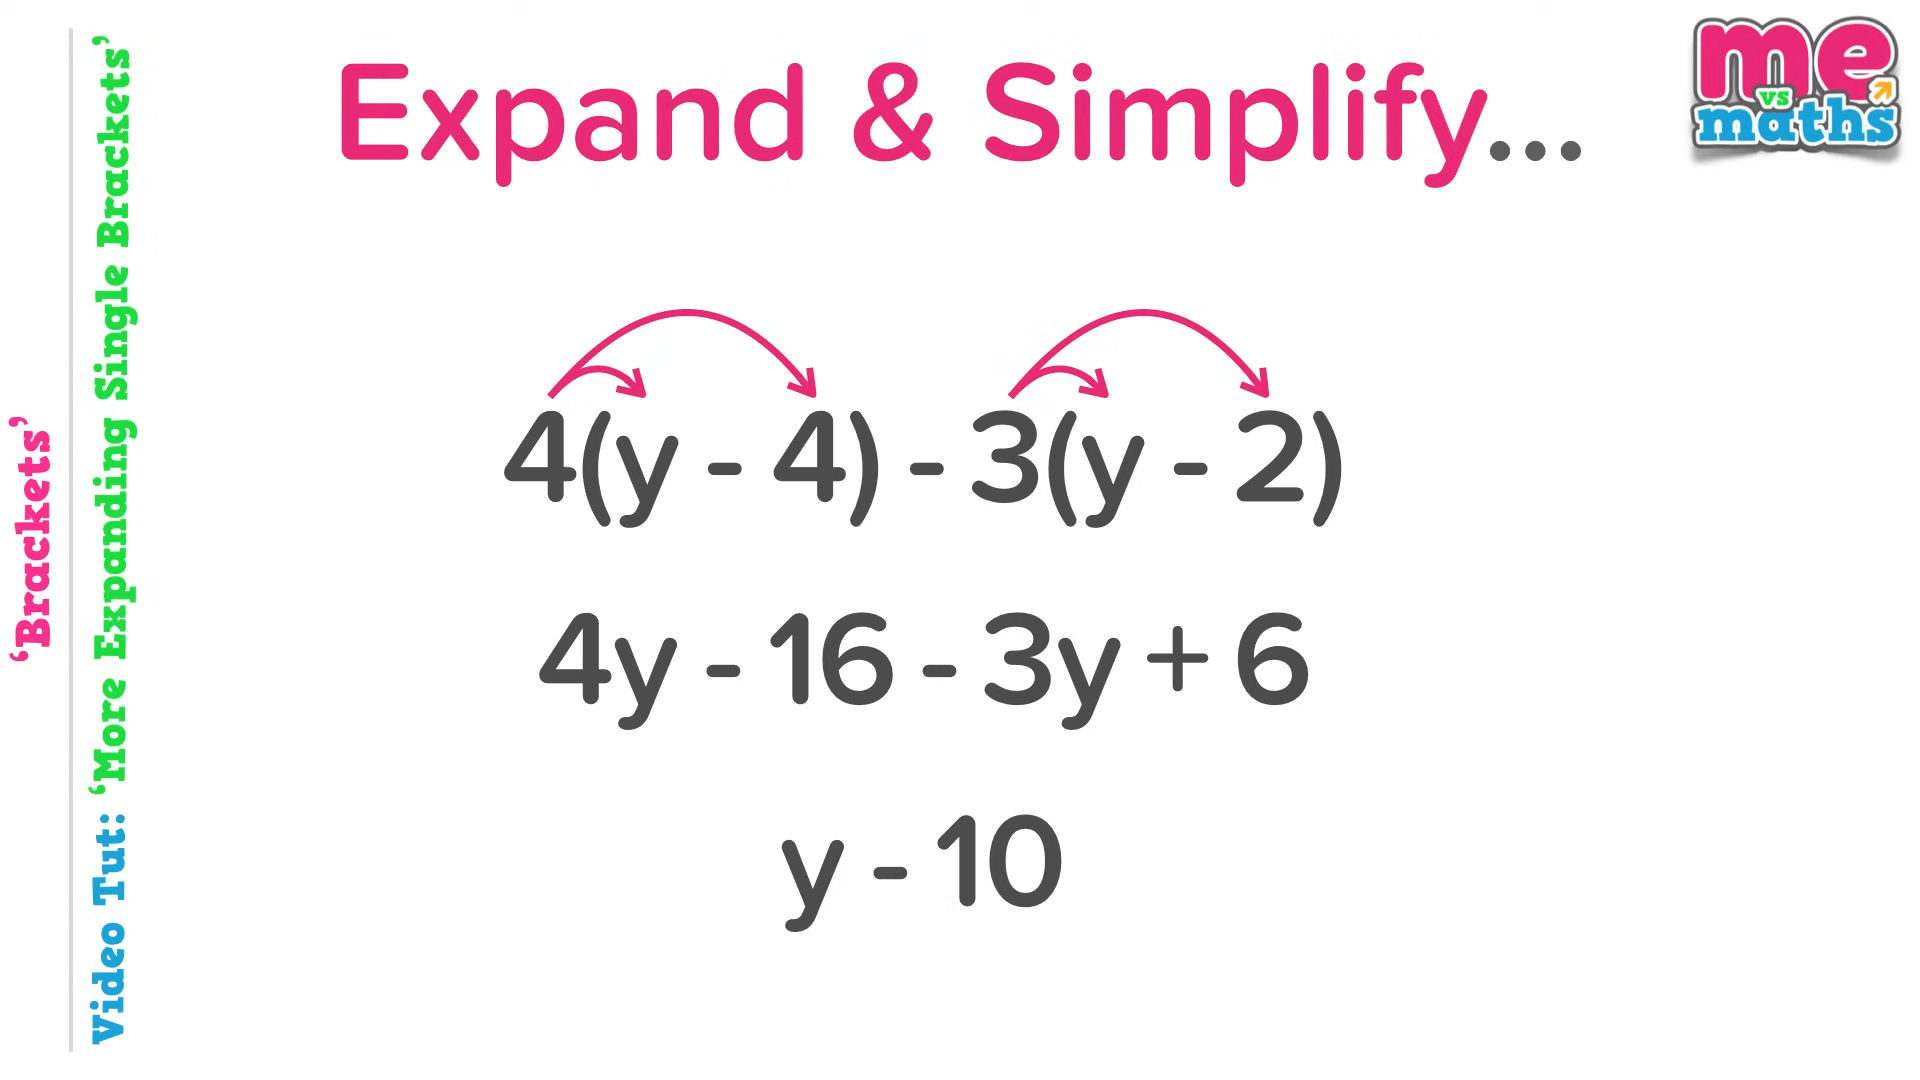 ‘Brackets’
Video Tut: ‘More Expanding Single Brackets’
Expand & Simplify...
me
vs
maths
4(y - 4) - 3(y - 2)
4y - 16 - 3y + 6
y - 10